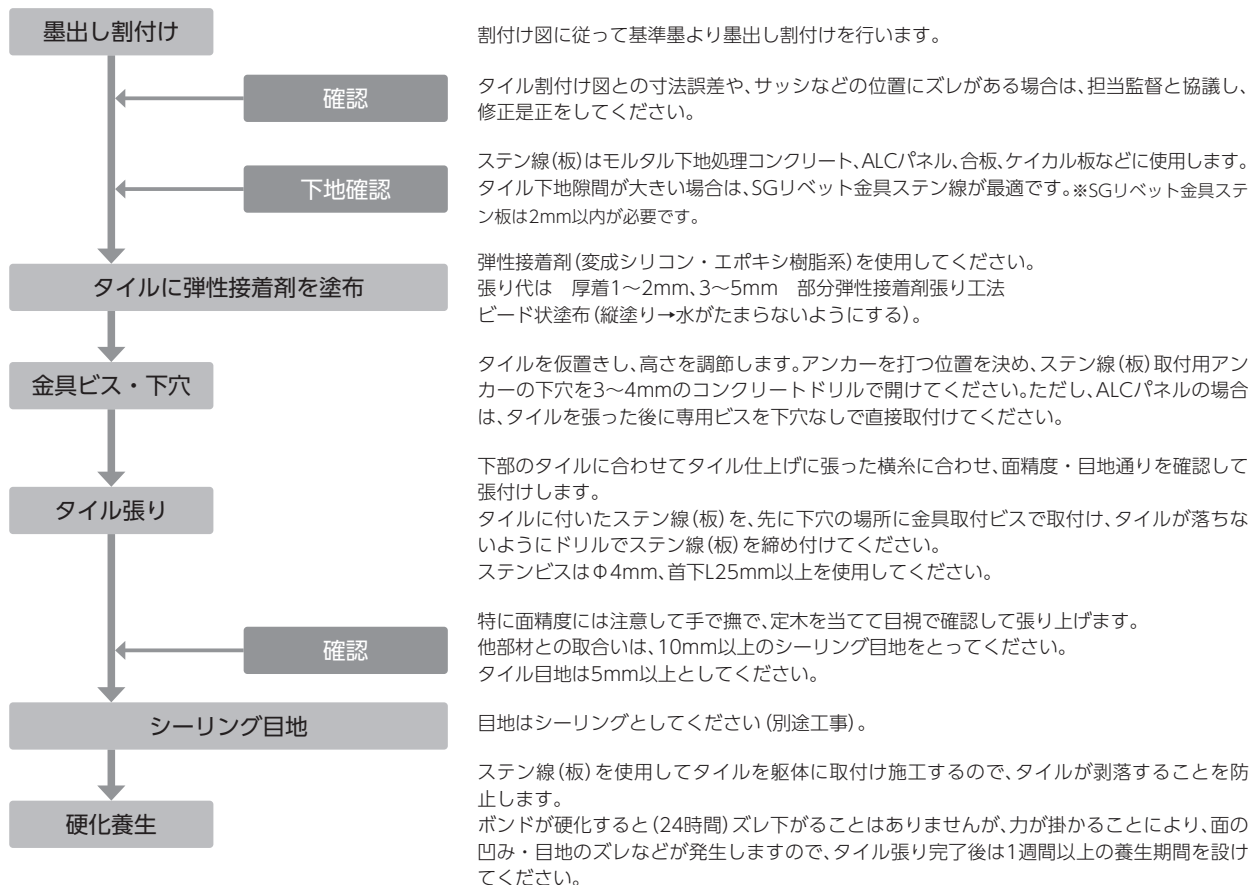 墨出し割付け
割付け図に従って基準墨より墨出し割付けを行います。
確認
タイル割付け図との寸法誤差や、サッシなどの位置にズレがある場合は、担当監督と協議し、
修正是正をしてください。
下地確認
ステン線(板)はモルタル下地処理コンクリート、ALCパネル、合板、ケイカル板などに使用します。
タイル下地隙間が大きい場合は、SGリベット金具ステン線が最適です。※SGリベット金具ステ
ン板は2mm以内が必要です。
タイルに弾性接着剤を塗布
弾性接着剤(変成シリコン・エポキシ樹脂系)を使用してください。
張り代は　厚着1〜2mm、3〜5mm　部分弾性接着剤張り工法
ビード状塗布(縦塗り→水がたまらないようにする)。
金具ビス・下穴
タイルを仮置きし、高さを調節します。アンカーを打つ位置を決め、ステン線(板)取付用アン
カーの下穴を3〜4mmのコンクリートドリルで開けてください。ただし、ALCパネルの場合
は、タイルを張った後に専用ビスを下穴なしで直接取付けてください。
タイル張り
下部のタイルに合わせてタイル仕上げに張った横糸に合わせ、面精度・目地通りを確認して
張付けします。
タイルに付いたステン線(板)を、先に下穴の場所に金具取付ビスで取付け、タイルが落ちな
いようにドリルでステン線(板)を締め付けてください。
ステンビスはΦ4mm、首下L25mm以上を使用してください。
確認
特に面精度には注意して手で撫で、定木を当てて目視で確認して張り上げます。
他部材との取合いは、10mm以上のシーリング目地をとってください。
タイル目地は5mm以上としてください。
シーリング目地
目地はシーリングとしてください(別途工事)。
硬化養生
ステン線(板)を使用してタイルを躯体に取付け施工するので、タイルが剥落することを防
止します。
ボンドが硬化すると(24時間)ズレ下がることはありませんが、力が掛かることにより、面の
凹み・目地のズレなどが発生しますので、タイル張り完了後は1週間以上の養生期間を設け
てください。